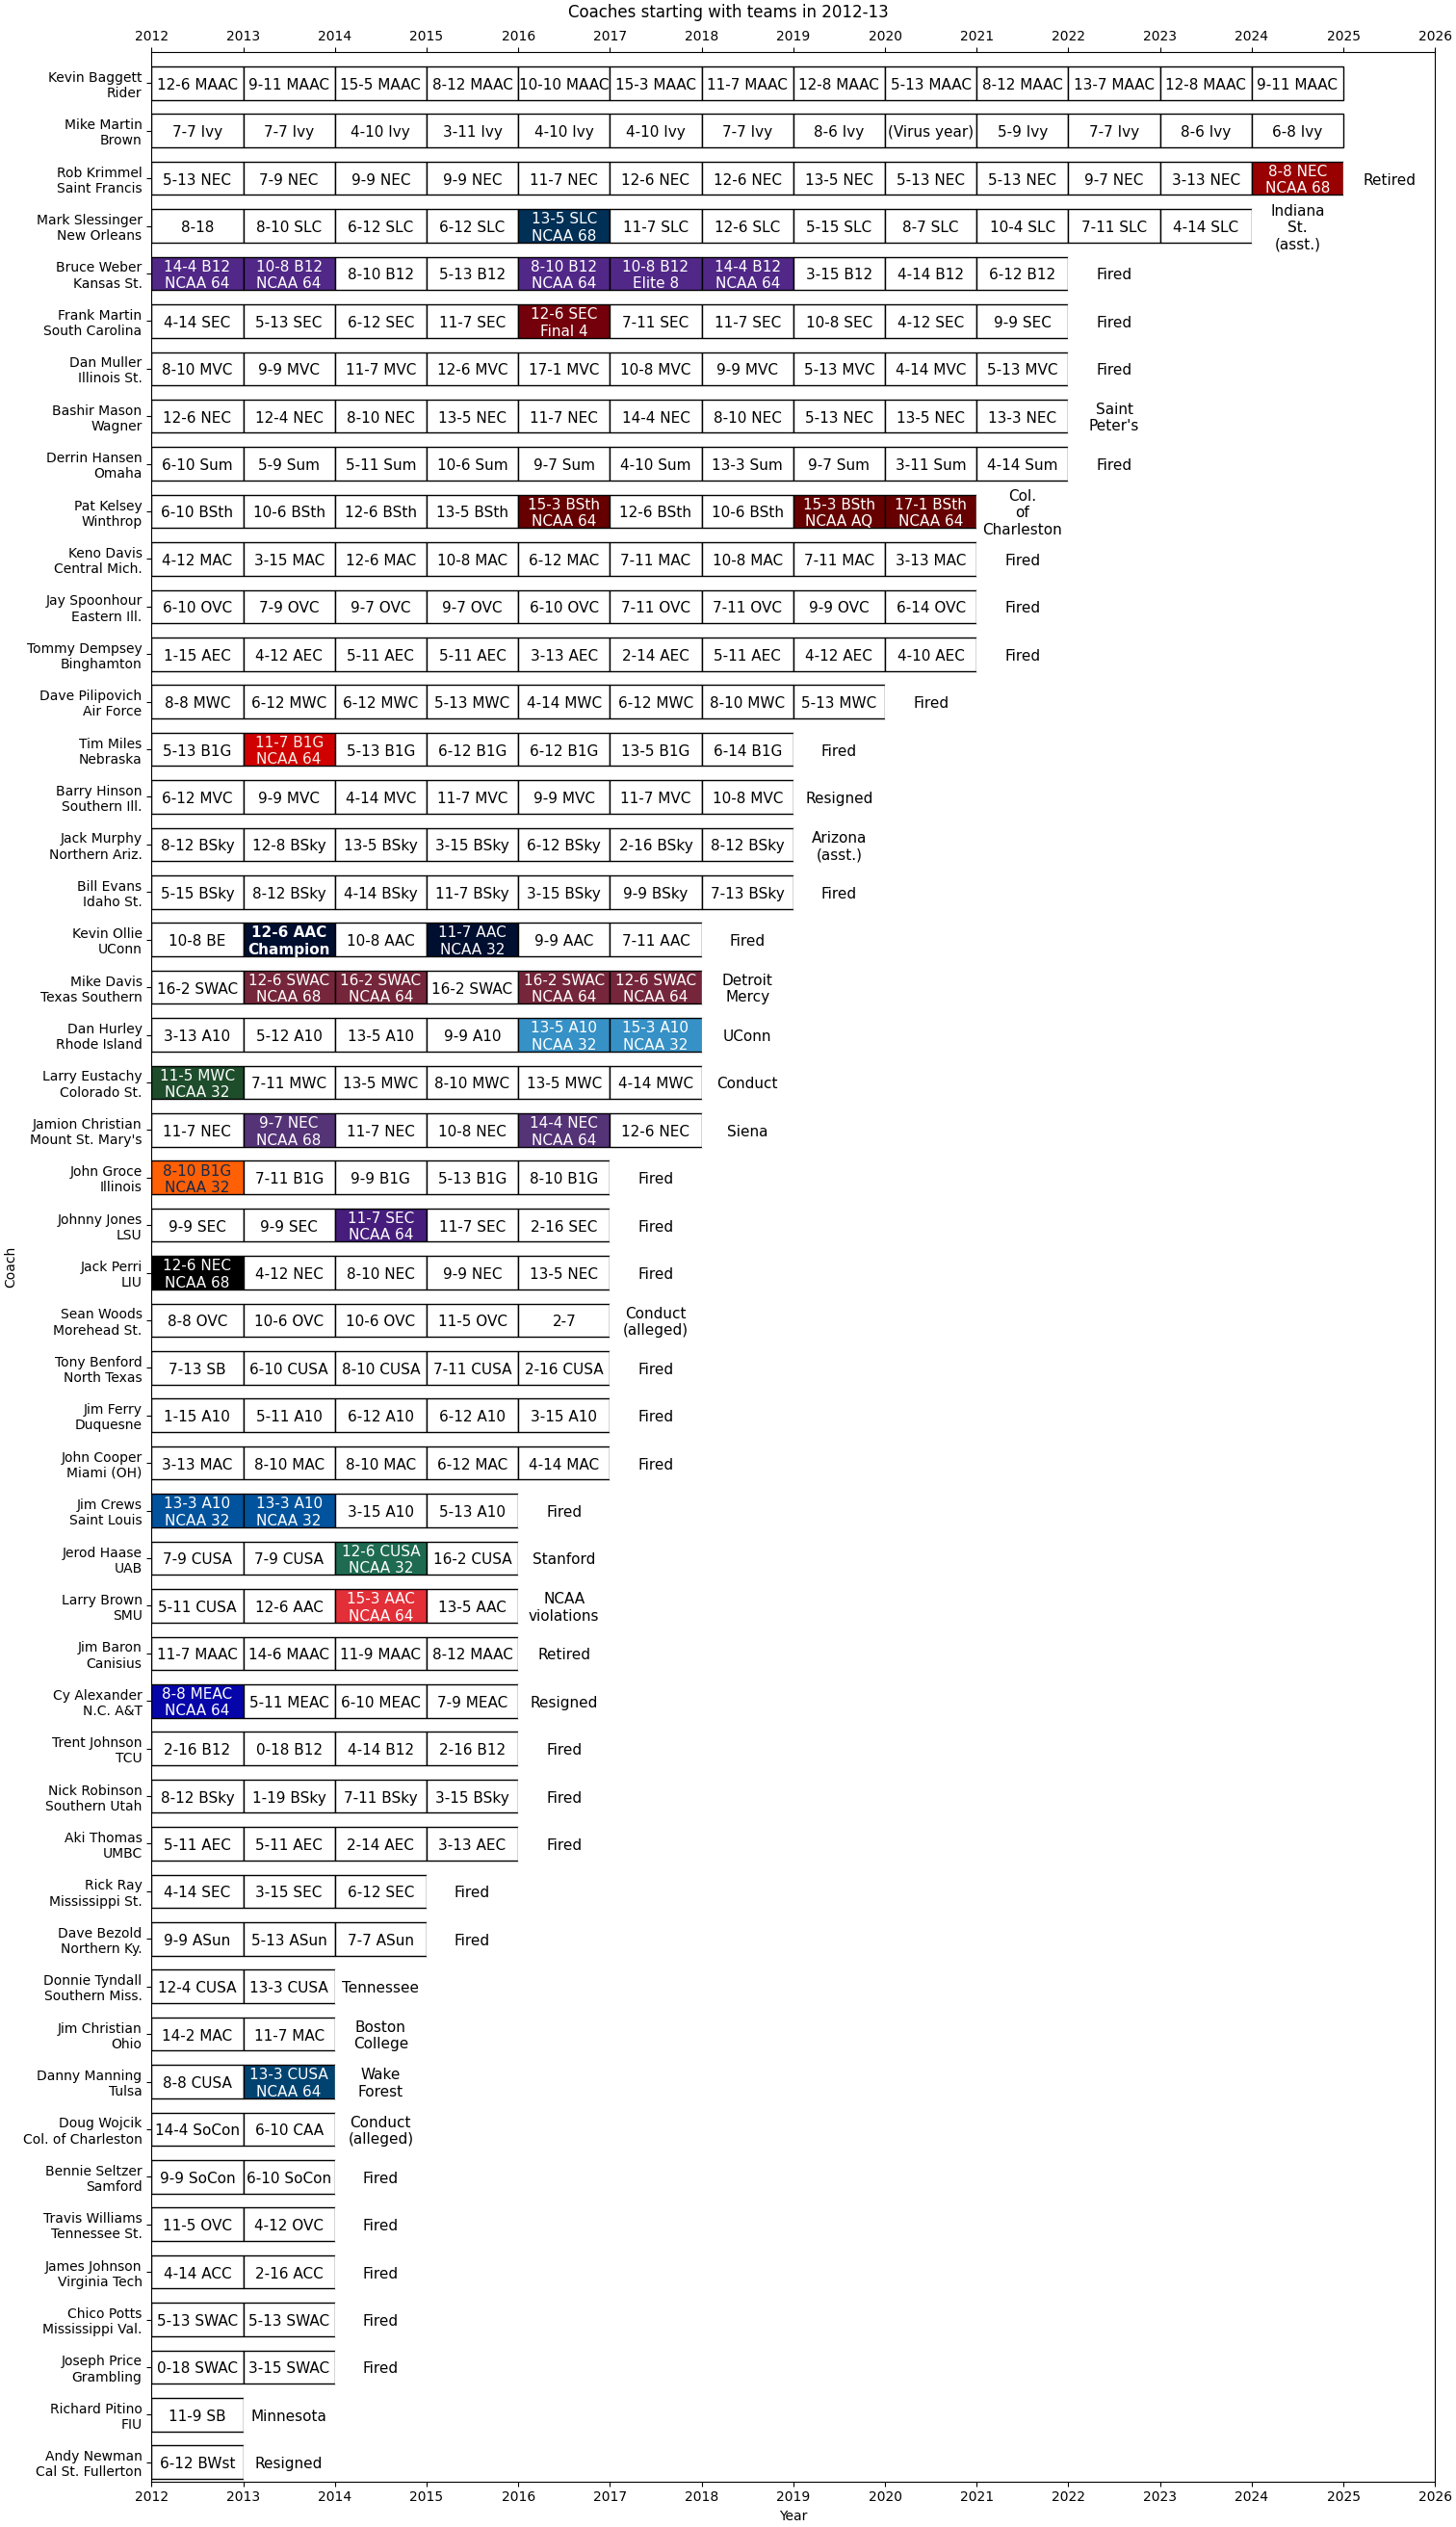 Coaches starting with teams in 2012-13
2012 2013 2014 2015 2016 2017 2018 2019 2020 2021 2022 2023 2024 2025 2026
Kevin Baggett
Rider
12-6 MAAC 9-11 MAAC 15-5 MAAC 8-12 MAAC 10-10 MAAC 15-3 MAAC 11-7 MAAC 12-8 MAAC 5-13 MAAC 8-12 MAAC 13-7 MAAC 12-8 MAAC 9-11 MAAC
Mike Martin
Brown
7-7 Ivy 7-7 Ivy 4-10 Ivy 3-11 Ivy 4-10 Ivy 4-10 Ivy 7-7 Ivy 8-6 Ivy (Virus year) 5-9 Ivy 7-7 Ivy 8-6 Ivy 6-8 Ivy
Rob Krimmel
Saint Francis
5-13 NEC 7-9 NEC 9-9 NEC 9-9 NEC 11-7 NEC 12-6 NEC 12-6 NEC 13-5 NEC 5-13 NEC 5-13 NEC 9-7 NEC 3-13 NEC 8-8 NEC
NCAA 68
Retired
Mark Slessinger
New Orleans
8-18 8-10 SLC 6-12 SLC 6-12 SLC 13-5 SLC
NCAA 68
11-7 SLC 12-6 SLC 5-15 SLC 8-7 SLC 10-4 SLC 7-11 SLC 4-14 SLC
Indiana
St.
(asst.)
Bruce Weber
Kansas St.
14-4 B12
NCAA 64
10-8 B12
NCAA 64
8-10 B12 5-13 B12
8-10 B12
NCAA 64
10-8 B12
Elite 8
14-4 B12
NCAA 64
3-15 B12 4-14 B12 6-12 B12 Fired
Frank Martin
South Carolina
4-14 SEC 5-13 SEC 6-12 SEC 11-7 SEC
12-6 SEC
Final 4
7-11 SEC 11-7 SEC 10-8 SEC 4-12 SEC 9-9 SEC Fired
Dan Muller
Illinois St.
8-10 MVC 9-9 MVC 11-7 MVC 12-6 MVC 17-1 MVC 10-8 MVC 9-9 MVC 5-13 MVC 4-14 MVC 5-13 MVC Fired
Bashir Mason
Wagner
12-6 NEC 12-4 NEC 8-10 NEC 13-5 NEC 11-7 NEC 14-4 NEC 8-10 NEC 5-13 NEC 13-5 NEC 13-3 NEC
Saint
Peter's
Derrin Hansen
Omaha
6-10 Sum 5-9 Sum 5-11 Sum 10-6 Sum 9-7 Sum 4-10 Sum 13-3 Sum 9-7 Sum 3-11 Sum 4-14 Sum Fired
Pat Kelsey
Winthrop
6-10 BSth 10-6 BSth 12-6 BSth 13-5 BSth
15-3 BSth
NCAA 64
12-6 BSth 10-6 BSth
15-3 BSth
NCAA AQ
17-1 BSth
NCAA 64
Col.
of
Charleston
Keno Davis
Central Mich.
4-12 MAC 3-15 MAC 12-6 MAC 10-8 MAC 6-12 MAC 7-11 MAC 10-8 MAC 7-11 MAC 3-13 MAC Fired
Jay Spoonhour
Eastern Ill.
6-10 OVC 7-9 OVC 9-7 OVC 9-7 OVC 6-10 OVC 7-11 OVC 7-11 OVC 9-9 OVC 6-14 OVC Fired
Tommy Dempsey
Binghamton
1-15 AEC 4-12 AEC 5-11 AEC 5-11 AEC 3-13 AEC 2-14 AEC 5-11 AEC 4-12 AEC 4-10 AEC Fired
Dave Pilipovich
Air Force
8-8 MWC 6-12 MWC 6-12 MWC 5-13 MWC 4-14 MWC 6-12 MWC 8-10 MWC 5-13 MWC Fired
Tim Miles
Nebraska
5-13 B1G
11-7 B1G
NCAA 64
5-13 B1G 6-12 B1G 6-12 B1G 13-5 B1G 6-14 B1G Fired
Barry Hinson
Southern Ill.
6-12 MVC 9-9 MVC 4-14 MVC 11-7 MVC 9-9 MVC 11-7 MVC 10-8 MVC Resigned
Jack Murphy
Northern Ariz.
8-12 BSky 12-8 BSky 13-5 BSky 3-15 BSky 6-12 BSky 2-16 BSky 8-12 BSky
Arizona
(asst.)
Bill Evans
Idaho St.
5-15 BSky 8-12 BSky 4-14 BSky 11-7 BSky 3-15 BSky 9-9 BSky 7-13 BSky Fired
Kevin Ollie
UConn
10-8 BE
12-6 AAC
Champion
10-8 AAC
11-7 AAC
NCAA 32
9-9 AAC 7-11 AAC Fired
Mike Davis
Texas Southern
16-2 SWAC
12-6 SWAC
NCAA 68
16-2 SWAC
NCAA 64
16-2 SWAC
16-2 SWAC
NCAA 64
12-6 SWAC
NCAA 64
Detroit
Mercy
Dan Hurley
Rhode Island
3-13 A10 5-12 A10 13-5 A10 9-9 A10
13-5 A10
NCAA 32
15-3 A10
NCAA 32
UConn
Larry Eustachy
Colorado St.
11-5 MWC
NCAA 32
7-11 MWC 13-5 MWC 8-10 MWC 13-5 MWC 4-14 MWC Conduct
Jamion Christian
Mount St. Mary's
11-7 NEC
9-7 NEC
NCAA 68
11-7 NEC 10-8 NEC
14-4 NEC
NCAA 64
12-6 NEC Siena
John Groce
Illinois
8-10 B1G
NCAA 32
7-11 B1G 9-9 B1G 5-13 B1G 8-10 B1G Fired
Johnny Jones
LSU
9-9 SEC 9-9 SEC
11-7 SEC
NCAA 64
11-7 SEC 2-16 SEC Fired
Jack Perri
LIU
12-6 NEC
NCAA 68
4-12 NEC 8-10 NEC 9-9 NEC 13-5 NEC Fired
Coach
Sean Woods
Morehead St.
8-8 OVC 10-6 OVC 10-6 OVC 11-5 OVC 2-7
Conduct
(alleged)
Tony Benford
North Texas
7-13 SB 6-10 CUSA 8-10 CUSA 7-11 CUSA 2-16 CUSA Fired
Jim Ferry
Duquesne
1-15 A10 5-11 A10 6-12 A10 6-12 A10 3-15 A10 Fired
John Cooper
Miami (OH)
3-13 MAC 8-10 MAC 8-10 MAC 6-12 MAC 4-14 MAC Fired
Jim Crews
Saint Louis
13-3 A10
NCAA 32
13-3 A10
NCAA 32
3-15 A10 5-13 A10 Fired
Jerod Haase
UAB
7-9 CUSA 7-9 CUSA
12-6 CUSA
NCAA 32
16-2 CUSA Stanford
Larry Brown
SMU
5-11 CUSA 12-6 AAC
15-3 AAC
NCAA 64
13-5 AAC
NCAA
violations
Jim Baron
Canisius
11-7 MAAC 14-6 MAAC 11-9 MAAC 8-12 MAAC Retired
Cy Alexander
N.C. A&T
8-8 MEAC
NCAA 64
5-11 MEAC 6-10 MEAC 7-9 MEAC Resigned
Trent Johnson
TCU
2-16 B12 0-18 B12 4-14 B12 2-16 B12 Fired
Nick Robinson
Southern Utah
8-12 BSky 1-19 BSky 7-11 BSky 3-15 BSky Fired
Aki Thomas
UMBC
5-11 AEC 5-11 AEC 2-14 AEC 3-13 AEC Fired
Rick Ray
Mississippi St.
4-14 SEC 3-15 SEC 6-12 SEC Fired
Dave Bezold
Northern Ky.
9-9 ASun 5-13 ASun 7-7 ASun Fired
Donnie Tyndall
Southern Miss.
12-4 CUSA 13-3 CUSA Tennessee
Jim Christian
Ohio
14-2 MAC 11-7 MAC
Boston
College
Danny Manning
Tulsa
8-8 CUSA
13-3 CUSA
NCAA 64
Wake
Forest
Doug Wojcik
Col. of Charleston
14-4 SoCon 6-10 CAA
Conduct
(alleged)
Bennie Seltzer
Samford
9-9 SoCon 6-10 SoCon Fired
Travis Williams
Tennessee St.
11-5 OVC 4-12 OVC Fired
James Johnson
Virginia Tech
4-14 ACC 2-16 ACC Fired
Chico Potts
Mississippi Val.
5-13 SWAC 5-13 SWAC Fired
Joseph Price
Grambling
0-18 SWAC 3-15 SWAC Fired
Richard Pitino
FIU
11-9 SB Minnesota
Andy Newman
Cal St. Fullerton
6-12 BWst Resigned
2012 2013 2014 2015 2016 2017 2018 2019 2020 2021 2022 2023 2024 2025 2026
Year